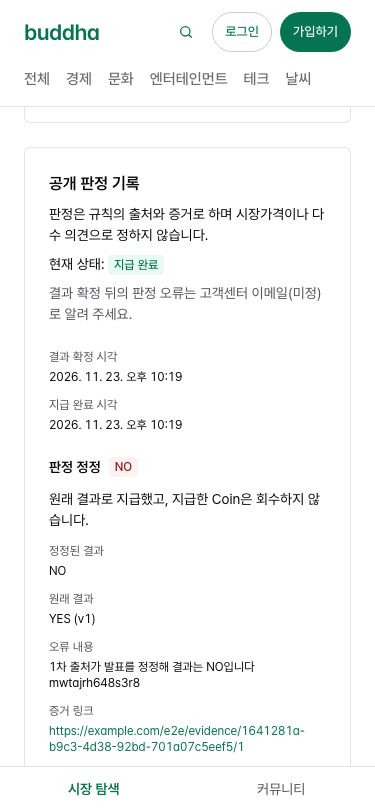 buddha
로그인
가입하기
전체 경제 문화 엔터테인먼트 테크 날씨
공개 판정 기록
판정은 규칙의 출처와 증거로 하며 시장가격이나 다
수 의견으로 정하지 않습니다.
현재 상태: 지급 완료
결과 확정 뒤의 판정 오류는 고객센터 이메일(미정)
로 알려 주세요.
결과 확정 시각
2026. 11. 23. 오후 10:19
지급 완료 시각
2026. 11. 23. 오후 10:19
판정 정정 NO
원래 결과로 지급했고, 지급한 Coin은 회수하지 않
습니다.
정정된 결과
NO
원래 결과
YES (v1)
오류 내용
1차 출처가 발표를 정정해 결과는 NO입니다
mwtajrh648s3r8
증거 링크
https://example.com/e2e/evidence/1641281a-
b9c3-4d38-92bd-701a07c5eef5/1
시장 탐색 커뮤니티